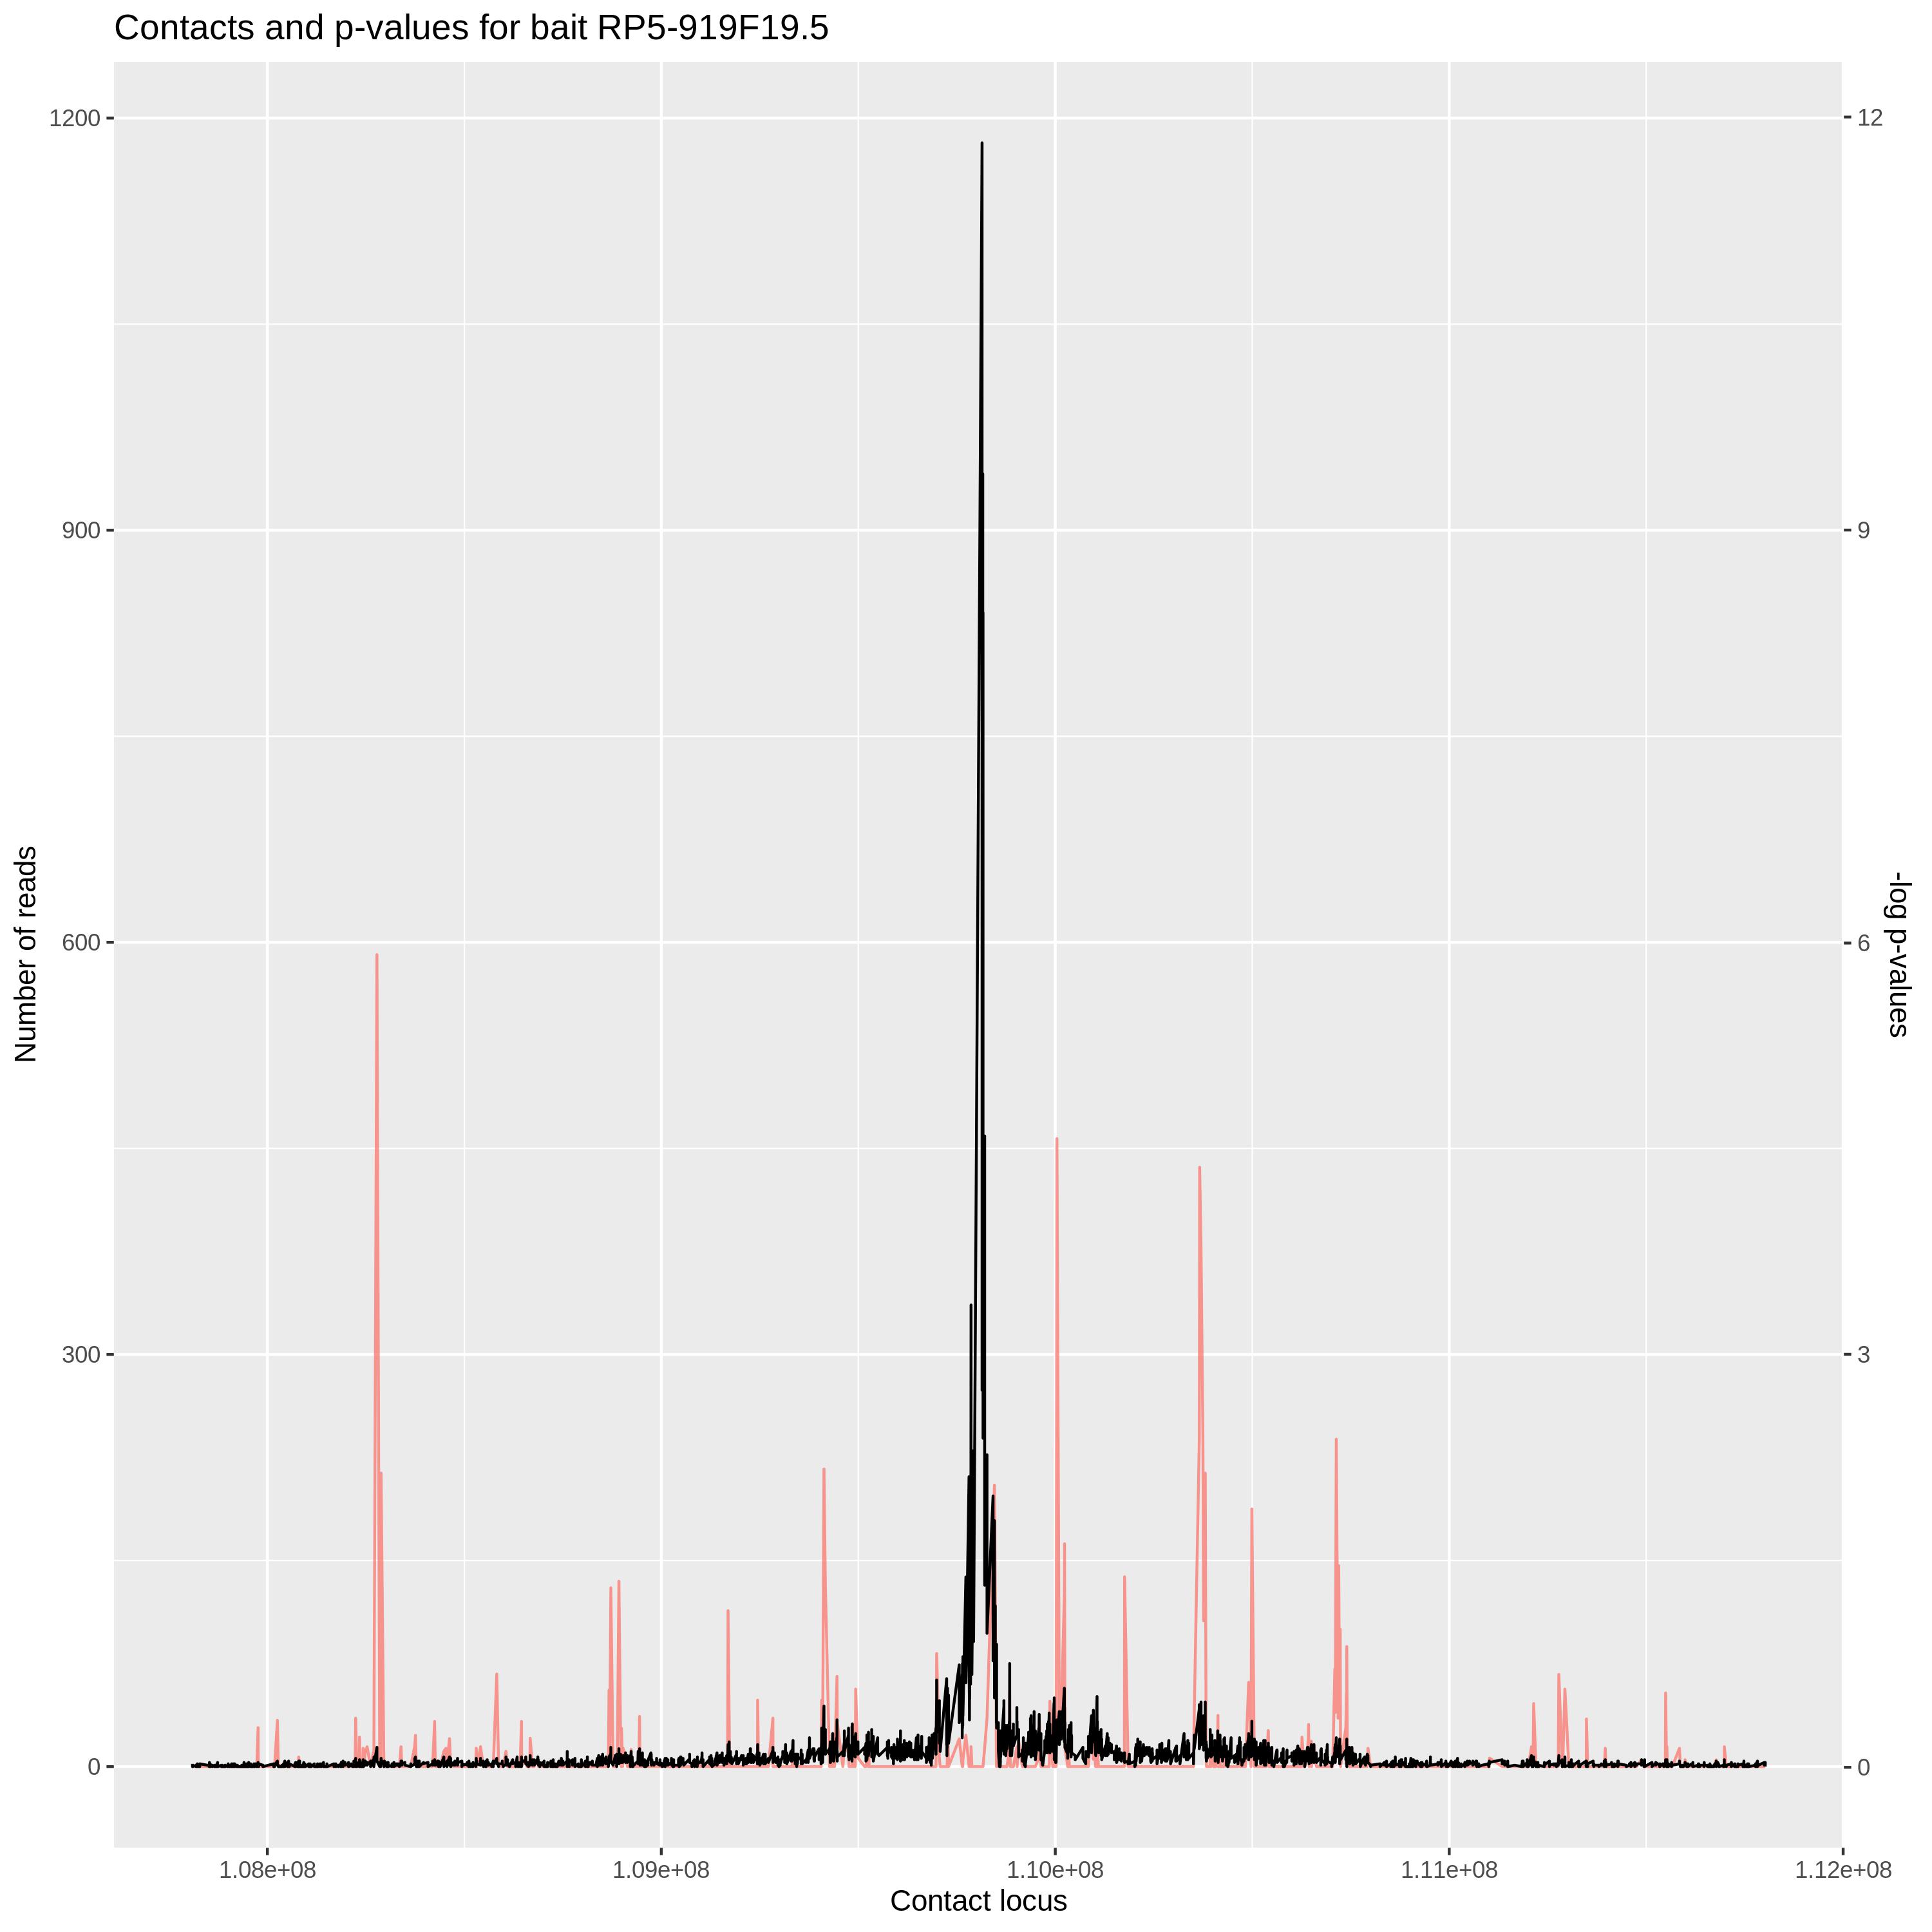 Contacts and p-values for bait RP5-919F19.5
1200
900
600
300
0
Number of reads
12
9
6
3
0
-log p-values
1.08e+08
1.09e+08
1.10e+08
1.11e+08
1.12e+08
Contact locus